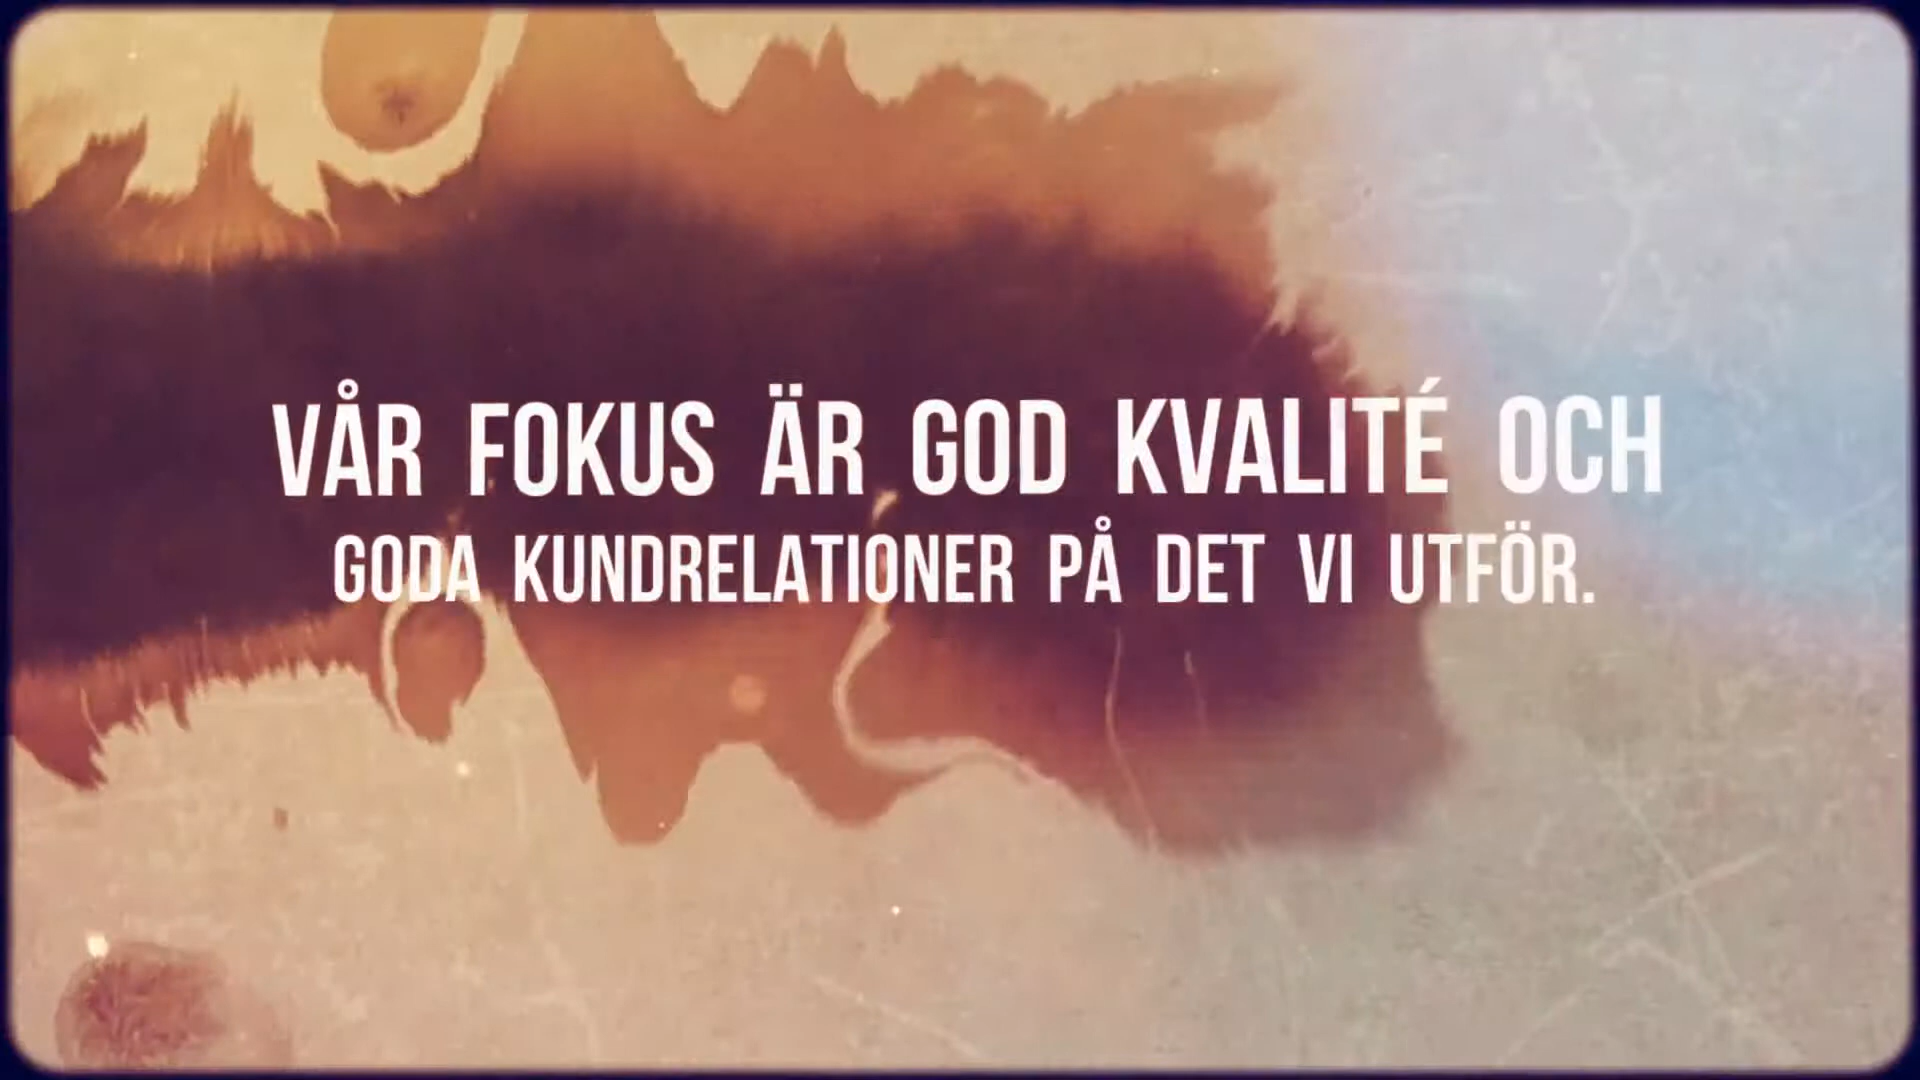 VÅR FOKUS ÄR GOD KVALITÉ OCH
GODA KUNDRELATIONER PÅ DET VI UTFÖR.